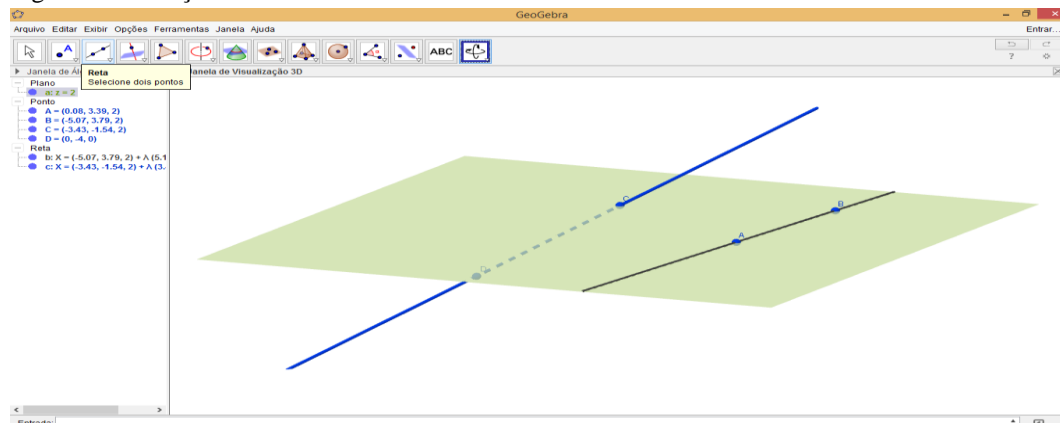 GeoGebra
Arquivo Editar Exibir Opções Ferramentas Janela Ajuda
Entrar...
ABC
Reta
Selecione dois pontos
Janela de Ál
Janela de Visualização 3D
Plano
a: z = 2
Ponto
A = (0.08, 3.39, 2)
B = (-5.07, 3.79, 2)
C = (-3.43, -1.54, 2)
D = (0, -4, 0)
Reta
b: X = (-5.07, 3.79, 2) + λ (5.1
c: X = (-3.43, -1.54, 2) + λ (3.
C
B
A
D
Entrada: